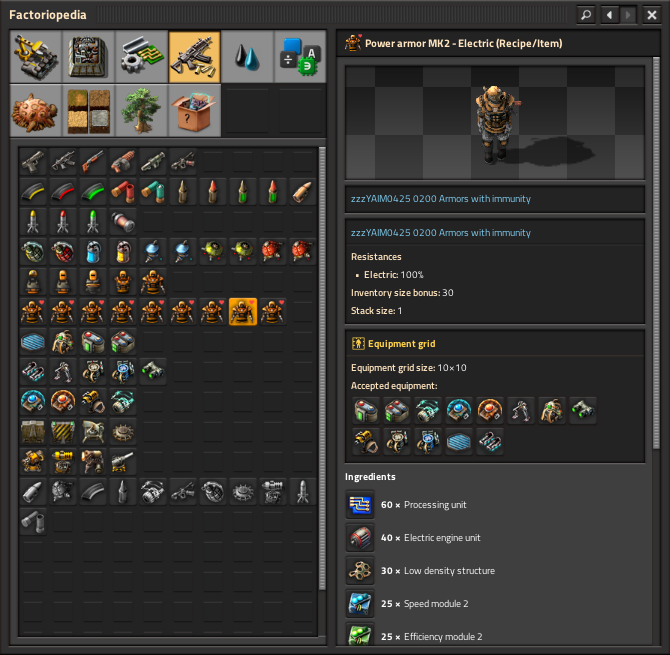 Factoriopedia
Power armor MK2 - Electric (Recipe/Item)
zzzYAIM0425 0200 Armors with immunity
zzzYAIM0425 0200 Armors with immunity
Resistances
• Electric: 100%
Inventory size bonus: 30
Stack size: 1
Equipment grid
Equipment grid size: 10×10
Accepted equipment:
Ingredients
60 × Processing unit
40 × Electric engine unit
30 × Low density structure
25 × Speed module 2
25 × Efficiency module 2